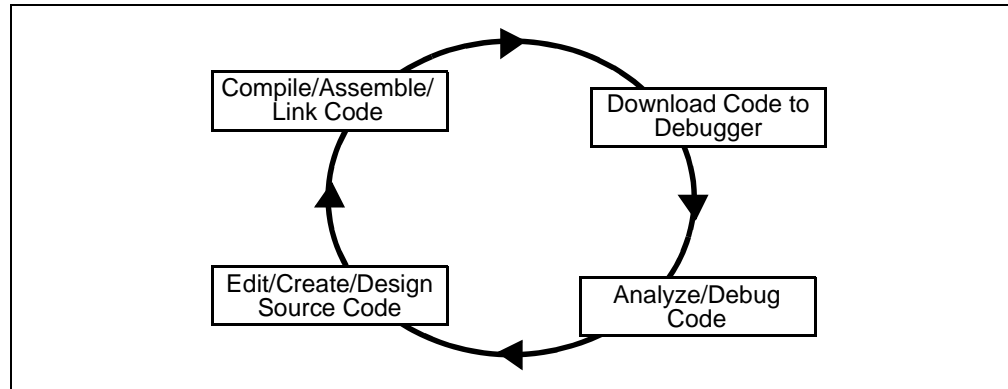 Compile/Assemble/
Link Code
Download Code to
Debugger
Edit/Create/Design
Source Code
Analyze/Debug
Code